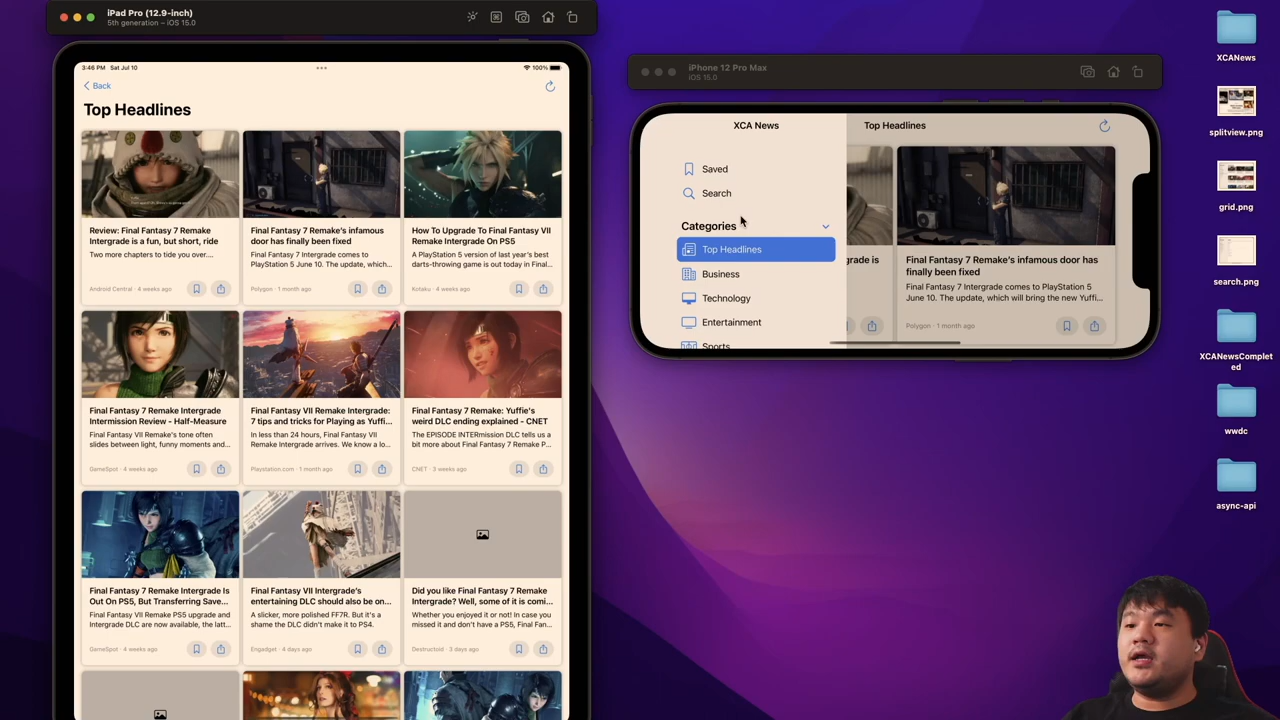 iPad Pro (12.9-inch)
5th generation – iOS 15.0
3:46 PM Sat Jul 10
100%
Back
Top Headlines
Review: Final Fantasy 7 Remake
Intergrade is a fun, but short, ride
Two more chapters to tide you over....
Android Central · 4 weeks ago
Final Fantasy 7 Remake's infamous
door has finally been fixed
Final Fantasy 7 Intergrade comes to
PlayStation 5 June 10. The update, which...
Polygon · 1 month ago
How To Upgrade To Final Fantasy VII
Remake Intergrade On PS5
A PlayStation 5 version of last year's best
darts-throwing game is out today in Final...
Kotaku · 4 weeks ago
Final Fantasy 7 Remake Intergrade
Intermission Review - Half-Measure
Final Fantasy VII Remake's tone often
slides between light, funny moments and...
GameSpot · 4 weeks ago
Final Fantasy VII Remake Intergrade:
7 tips and tricks for Playing as Yuffi...
In less than 24 hours, Final Fantasy VII
Remake Intergrade arrives. We know a lo...
Playstation.com · 1 month ago
Final Fantasy 7 Remake: Yuffie's
weird DLC ending explained - CNET
The EPISODE INTERmission DLC tells us a
bit more about Final Fantasy 7 Remake P...
CNET · 3 weeks ago
Final Fantasy 7 Remake Intergrade Is
Out On PS5, But Transferring Save...
Final Fantasy VII Remake PS5 upgrade and
Intergrade DLC are now available, the latt...
GameSpot · 4 weeks ago
Final Fantasy VII Intergrade's
entertaining DLC should also be on...
A slicker, more polished FF7R. But it's a
shame the DLC didn't make it to PS4.
Engadget · 4 days ago
Did you like Final Fantasy 7 Remake
Intergrade? Well, some of it is comi...
Whether you enjoyed it or not! In case you
missed it and don't have a PS5, Final Fan...
Destructoid · 3 days ago
iPhone 12 Pro Max
iOS 15.0
XCA News
Saved
Search
Categories
Top Headlines
Business
Technology
Entertainment
Sports
Top Headlines
grade is
Final Fantasy 7 Remake's infamous door has
finally been fixed
Final Fantasy 7 Intergrade comes to PlayStation 5
June 10. The update, which will bring the new Yuffi...
Polygon · 1 month ago
XCANews
splitview.png
grid.png
search.png
XCANewsComplet
ed
wwdc
async-api